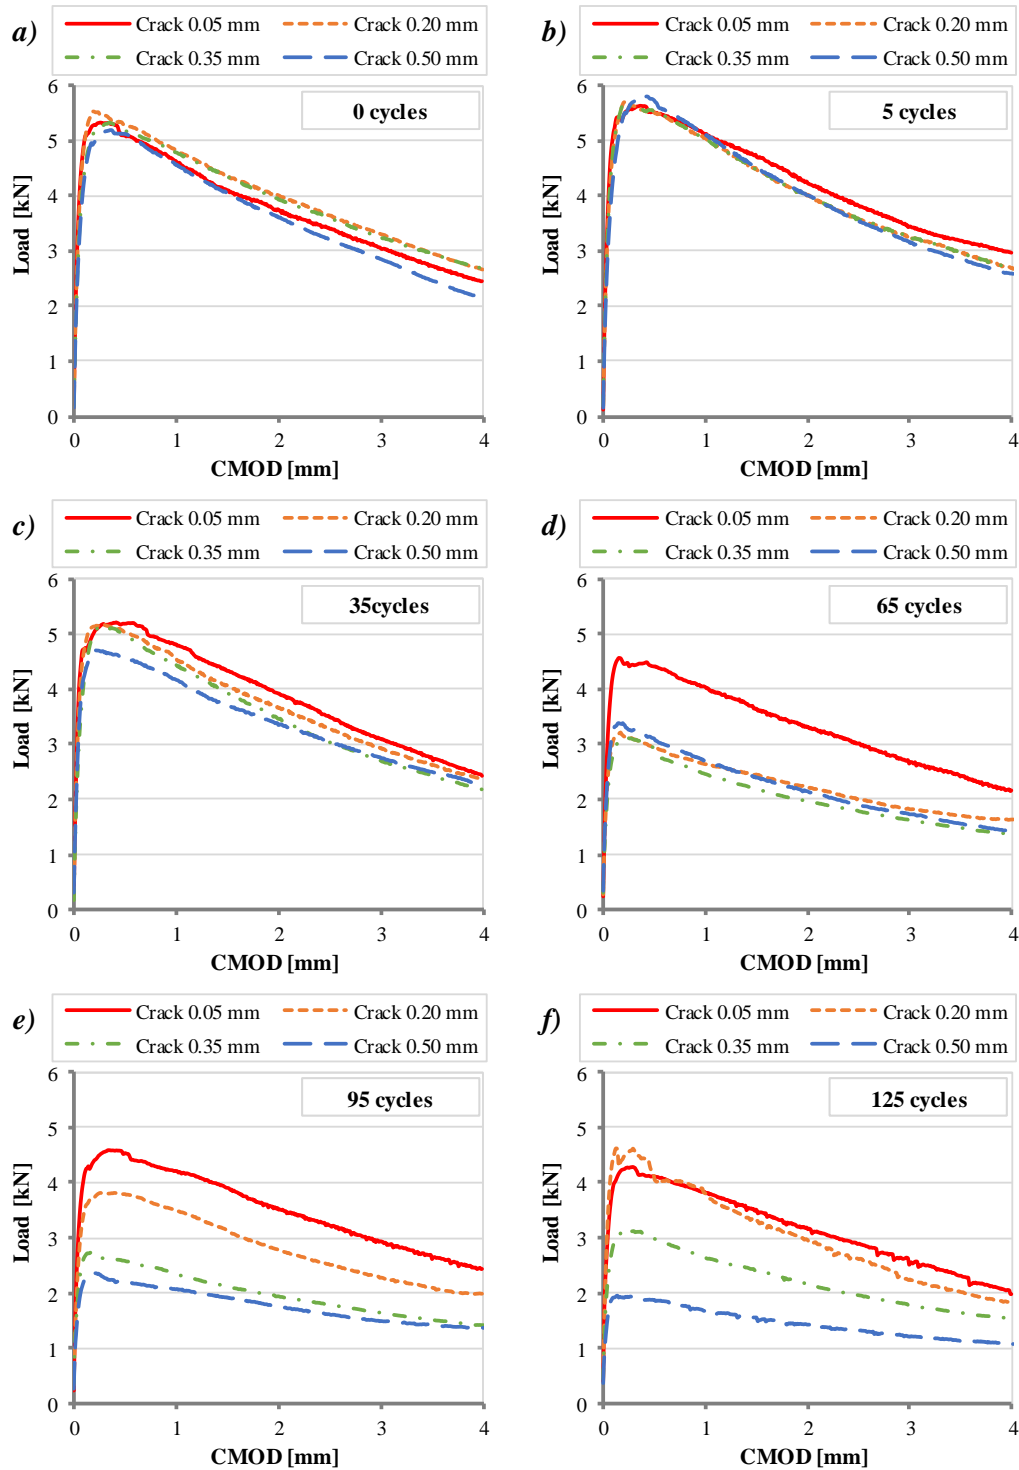 a)
Crack 0.05 mm Crack 0.20 mm
Crack 0.35 mm Crack 0.50 mm
0 cycles
Load [kN]
6
5
4
3
2
1
0
0 1 2 3 4
CMOD [mm]
b)
Crack 0.05 mm Crack 0.20 mm
Crack 0.35 mm Crack 0.50 mm
5 cycles
Load [kN]
6
5
4
3
2
1
0
0 1 2 3 4
CMOD [mm]
c)
Crack 0.05 mm Crack 0.20 mm
Crack 0.35 mm Crack 0.50 mm
35cycles
Load [kN]
6
5
4
3
2
1
0
0 1 2 3 4
CMOD [mm]
d)
Crack 0.05 mm Crack 0.20 mm
Crack 0.35 mm Crack 0.50 mm
65 cycles
Load [kN]
6
5
4
3
2
1
0
0 1 2 3 4
CMOD [mm]
e)
Crack 0.05 mm Crack 0.20 mm
Crack 0.35 mm Crack 0.50 mm
95 cycles
Load [kN]
6
5
4
3
2
1
0
0 1 2 3 4
CMOD [mm]
f)
Crack 0.05 mm Crack 0.20 mm
Crack 0.35 mm Crack 0.50 mm
125 cycles
Load [kN]
6
5
4
3
2
1
0
0 1 2 3 4
CMOD [mm]